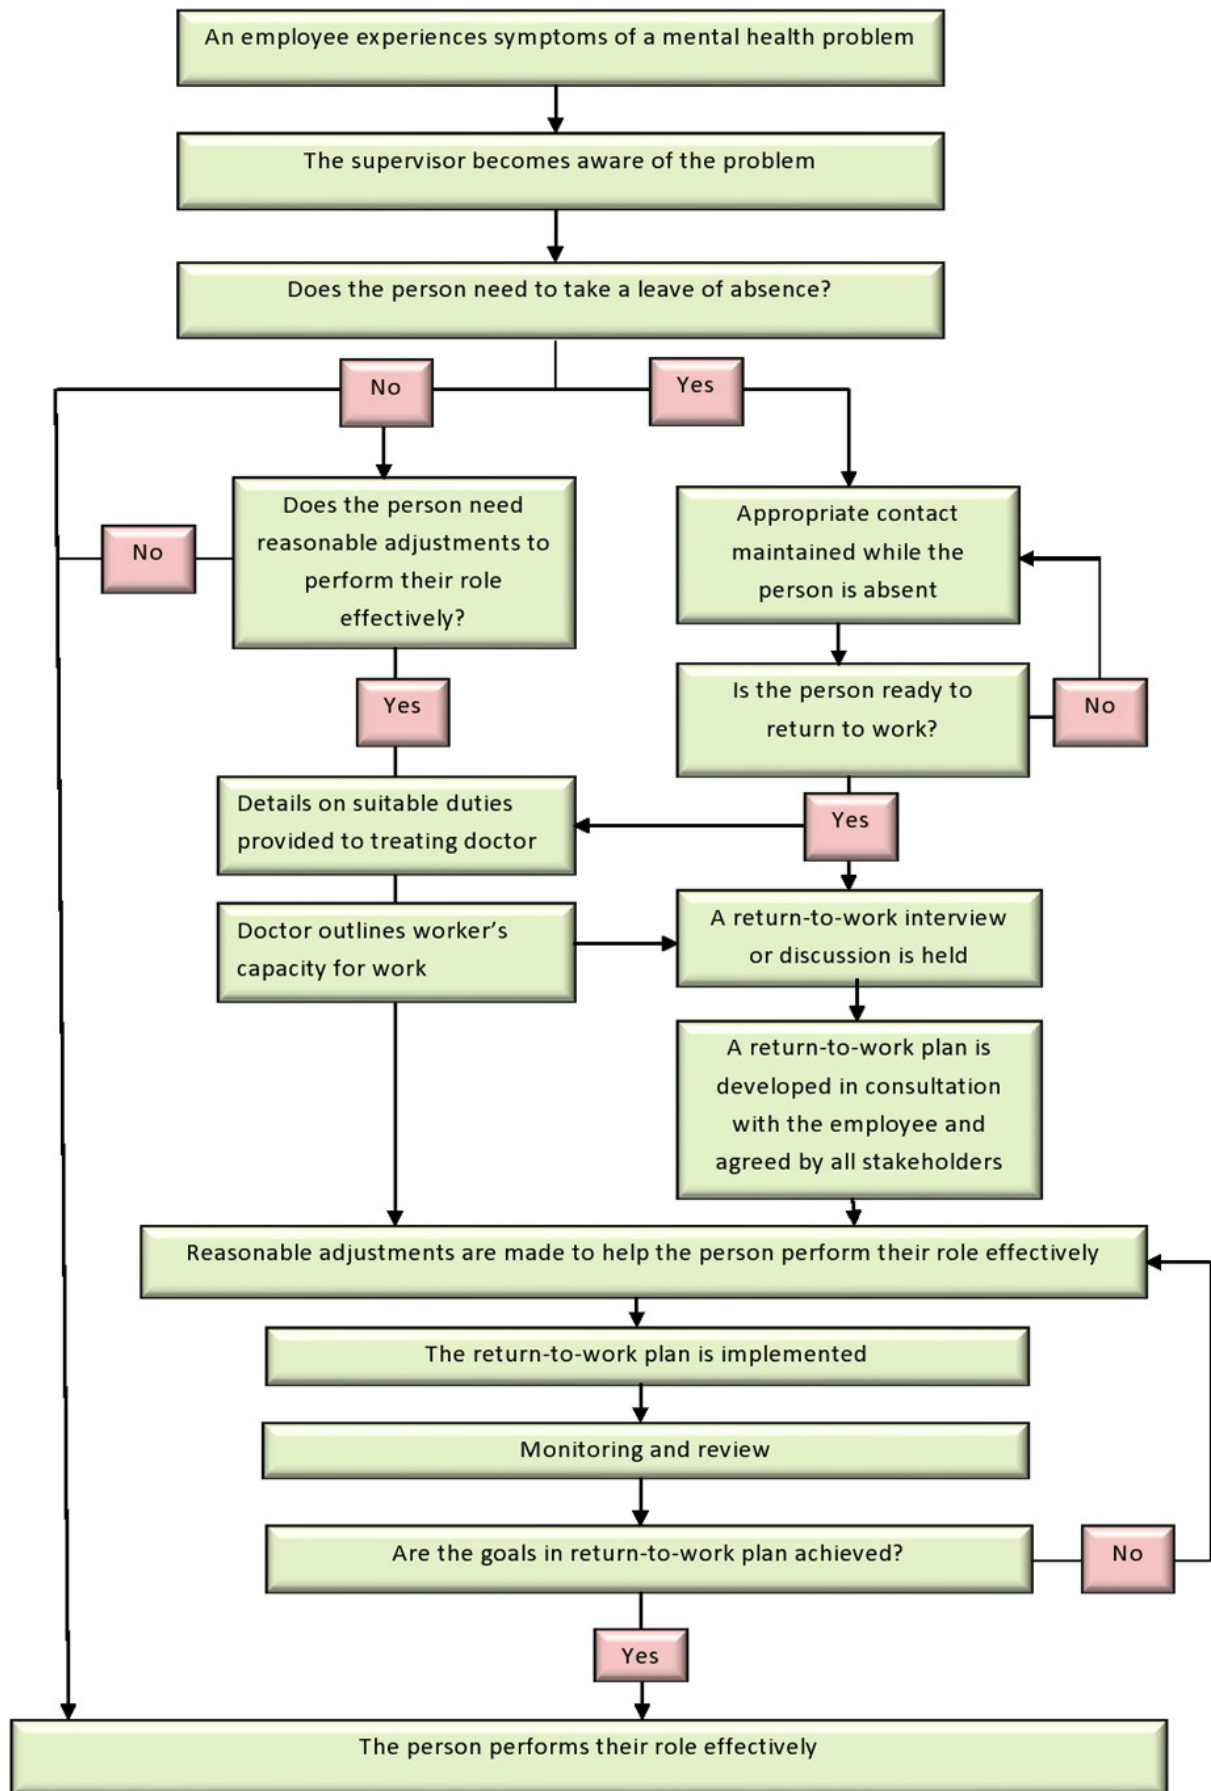 An employee experiences symptoms of a mental health problem
The supervisor becomes aware of the problem
Does the person need to take a leave of absence?
No
Yes
Does the person need
reasonable adjustments to
perform their role
effectively?
No
Appropriate contact
maintained while the
person is absent
Yes
Is the person ready to
return to work?
No
Details on suitable duties
provided to treating doctor
Yes
Doctor outlines worker's
capacity for work
A return-to-work interview
or discussion is held
A return-to-work plan is
developed in consultation
with the employee and
agreed by all stakeholders
Reasonable adjustments are made to help the person perform their role effectively
The return-to-work plan is implemented
Monitoring and review
Are the goals in return-to-work plan achieved?
No
Yes
The person performs their role effectively